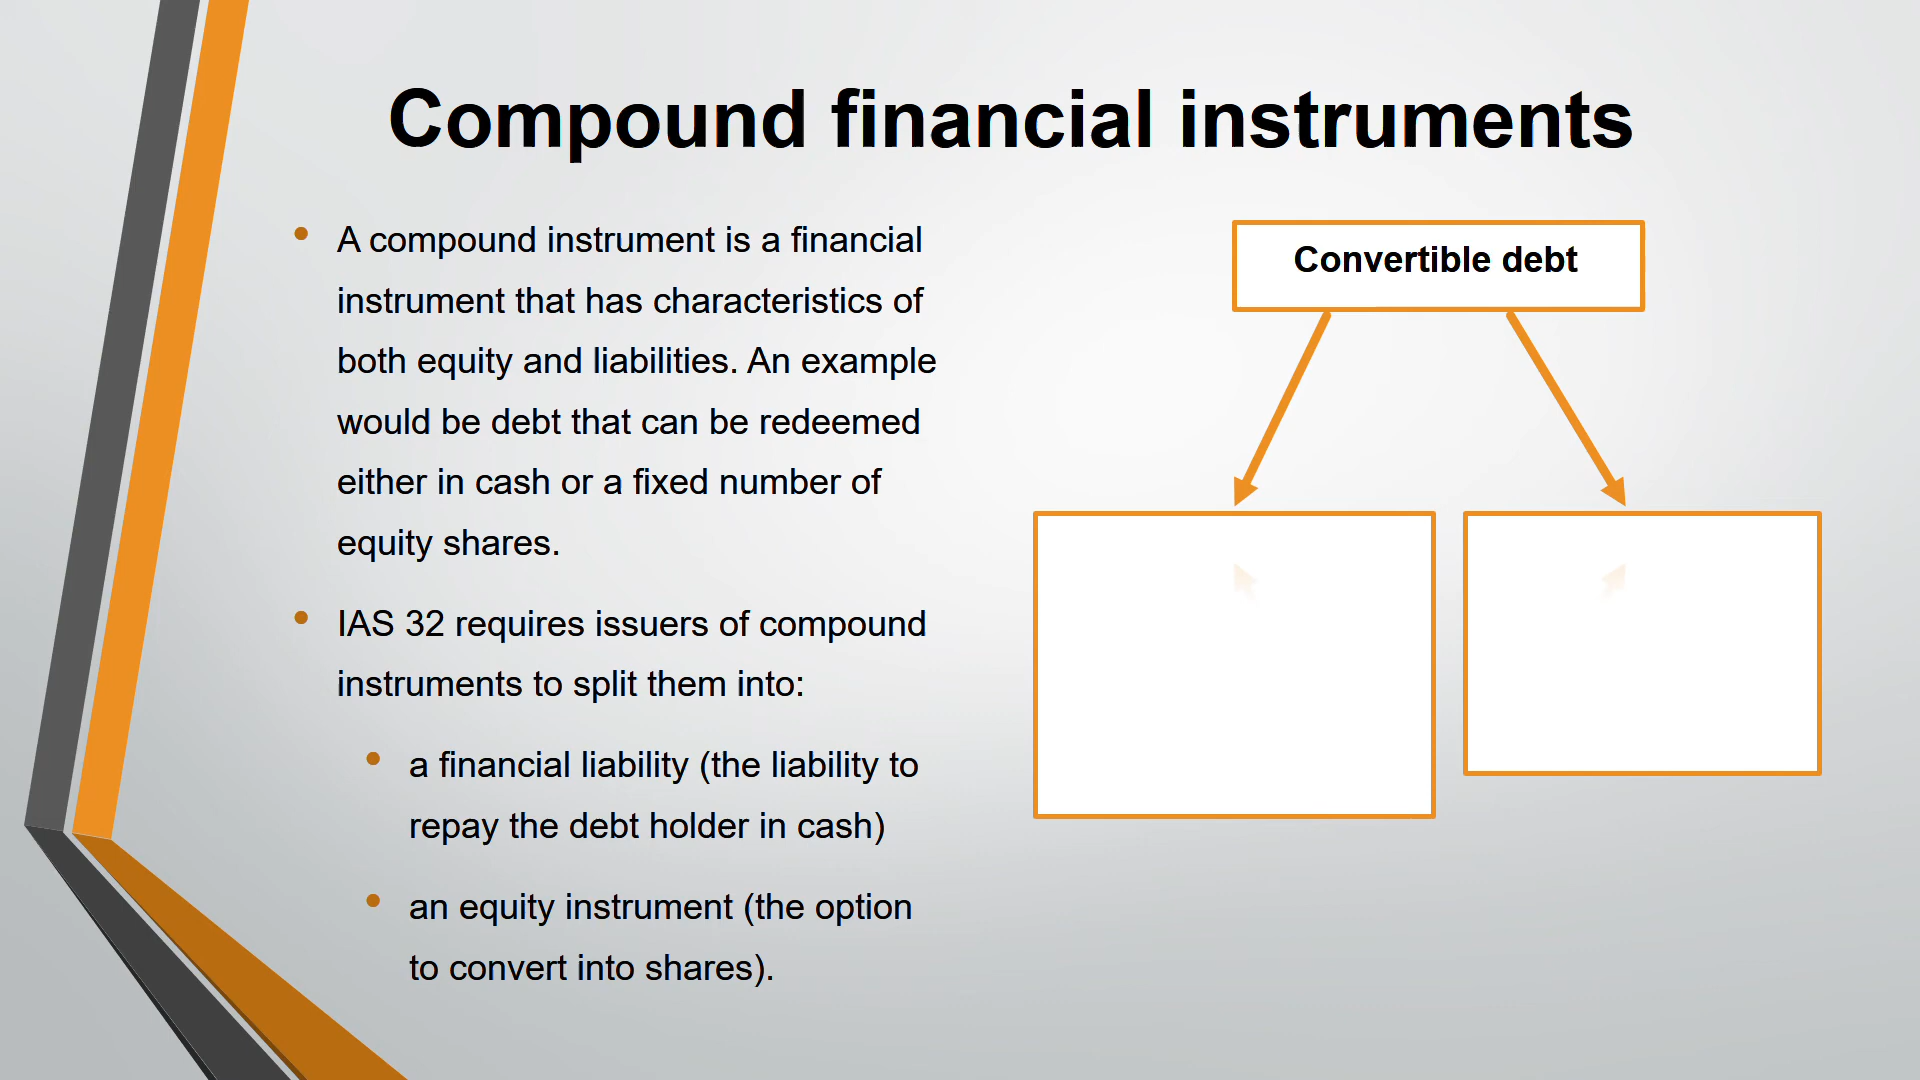 Compound financial instruments
A compound instrument is a financial
instrument that has characteristics of
both equity and liabilities. An example
would be debt that can be redeemed
either in cash or a fixed number of
equity shares.
IAS 32 requires issuers of compound
instruments to split them into:
a financial liability (the liability to
repay the debt holder in cash)
an equity instrument (the option
to convert into shares).
Convertible debt